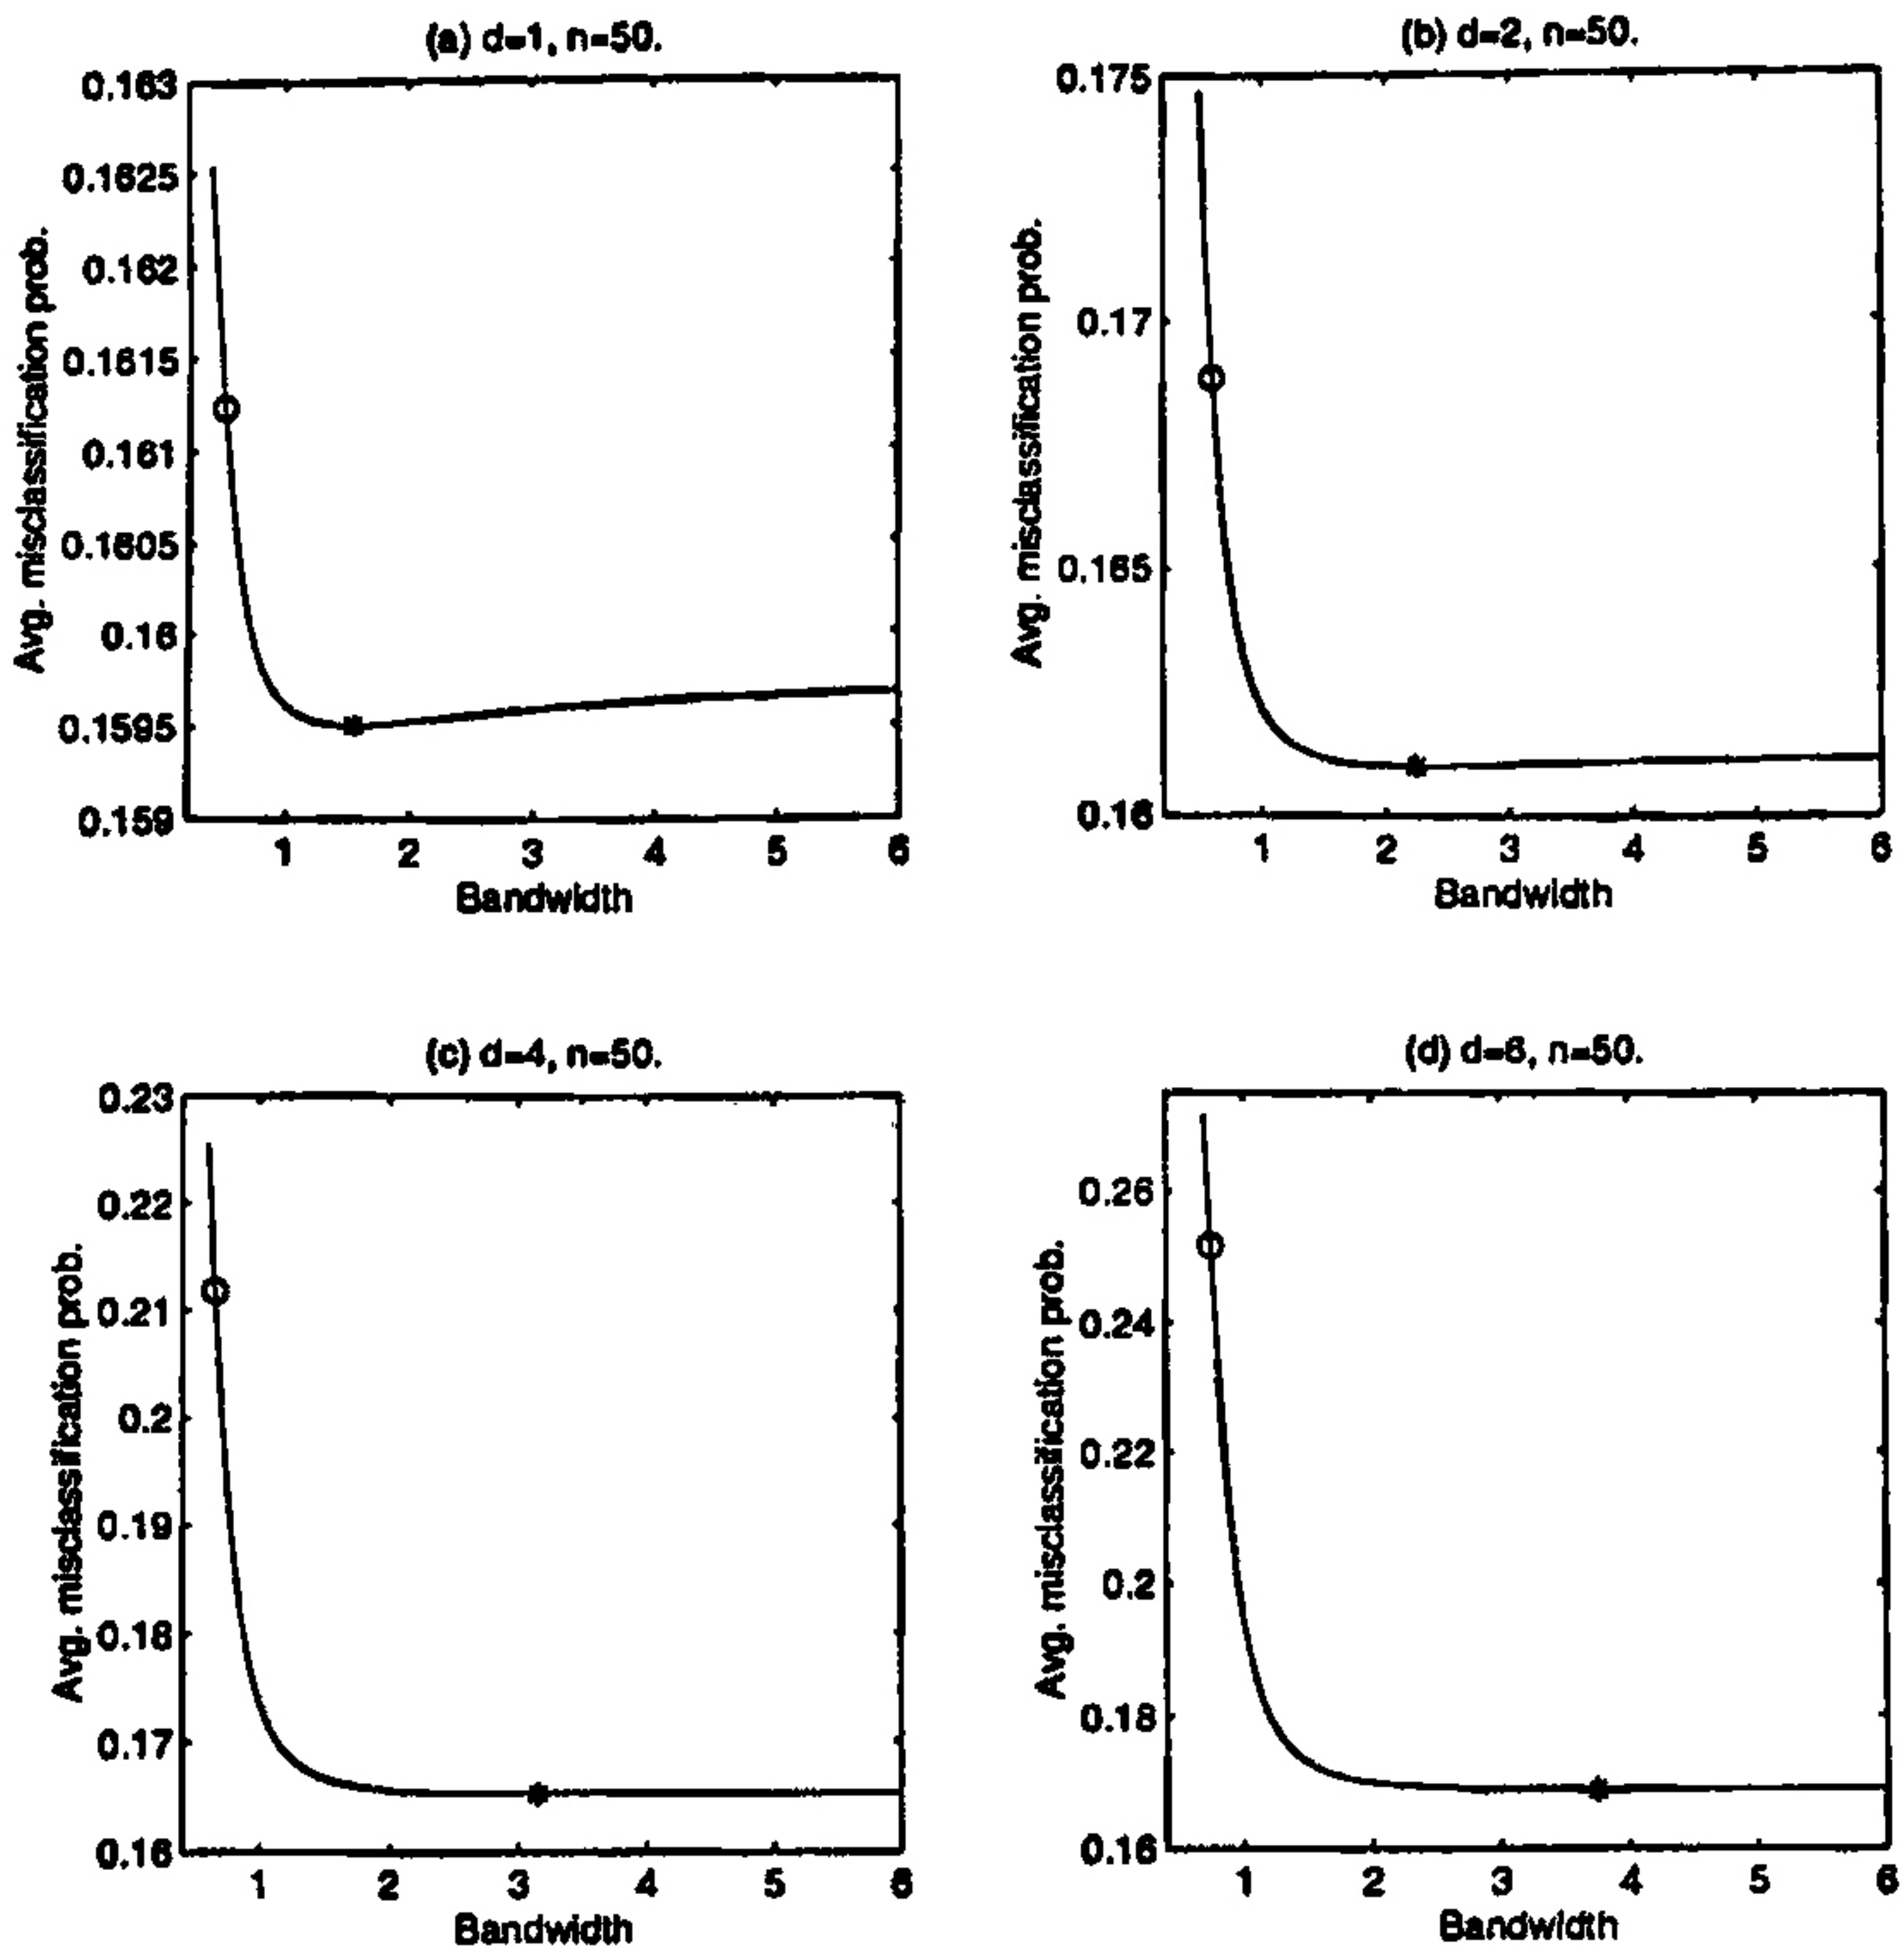 (a) d=1, n=50.
0.163
0.1625
0.162
0.1615
0.161
0.1605
0.16
0.1595
0.159
Avg. misclassification prob.
1 2 3 4 5 6
Bandwidth
(b) d=2, n=50.
0.175
0.17
0.165
0.16
Avg. misclassification prob.
1 2 3 4 5 6
Bandwidth
(c) d=4, n=50.
0.23
0.22
0.21
0.2
0.19
0.18
0.17
0.16
Avg. misclassification prob.
1 2 3 4 5 6
Bandwidth
(d) d=6, n=50.
0.26
0.24
0.22
0.2
0.18
0.16
Avg. misclassification prob.
1 2 3 4 5 6
Bandwidth